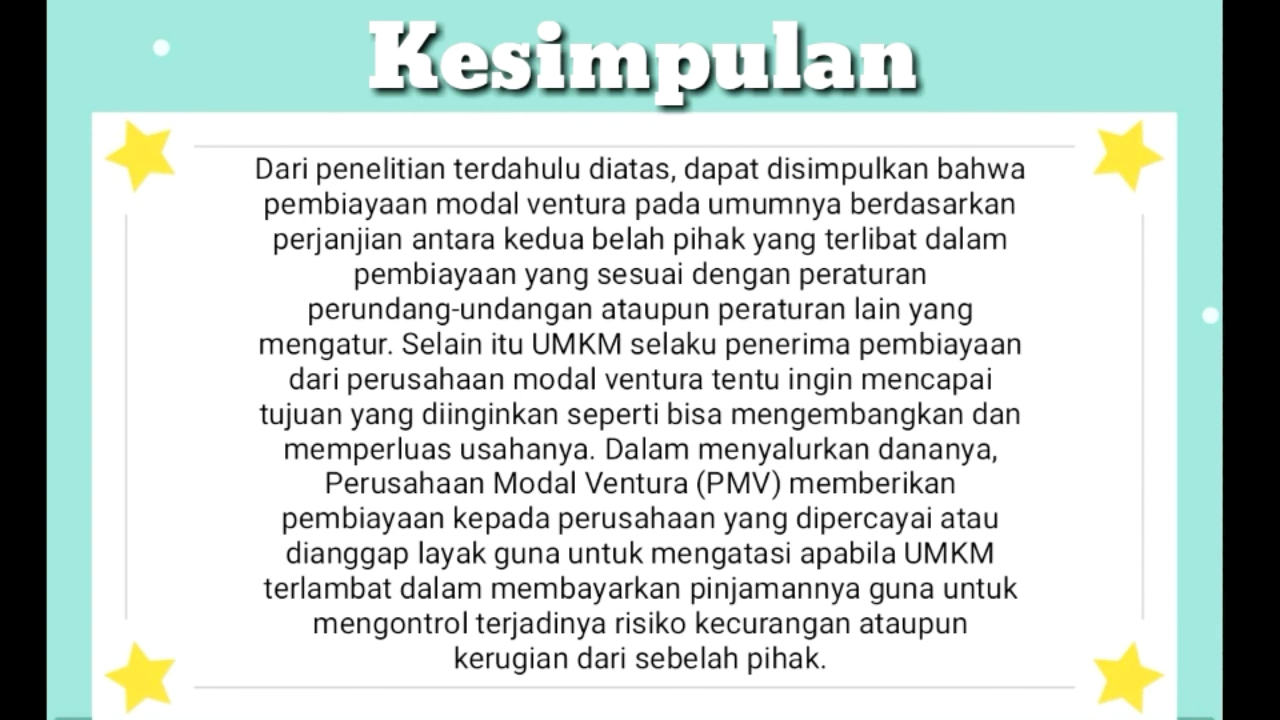 Kesimpulan
Dari penelitian terdahulu diatas, dapat disimpulkan bahwa
pembiayaan modal ventura pada umumnya berdasarkan
perjanjian antara kedua belah pihak yang terlibat dalam
pembiayaan yang sesuai dengan peraturan
perundang-undangan ataupun peraturan lain yang
mengatur. Selain itu UMKM selaku penerima pembiayaan
dari perusahaan modal ventura tentu ingin mencapai
tujuan yang diinginkan seperti bisa mengembangkan dan
memperluas usahanya. Dalam menyalurkan dananya,
Perusahaan Modal Ventura (PMV) memberikan
pembiayaan kepada perusahaan yang dipercayai atau
dianggap layak guna untuk mengatasi apabila UMKM
terlambat dalam membayarkan pinjamannya guna untuk
mengontrol terjadinya risiko kecurangan ataupun
kerugian dari sebelah pihak.